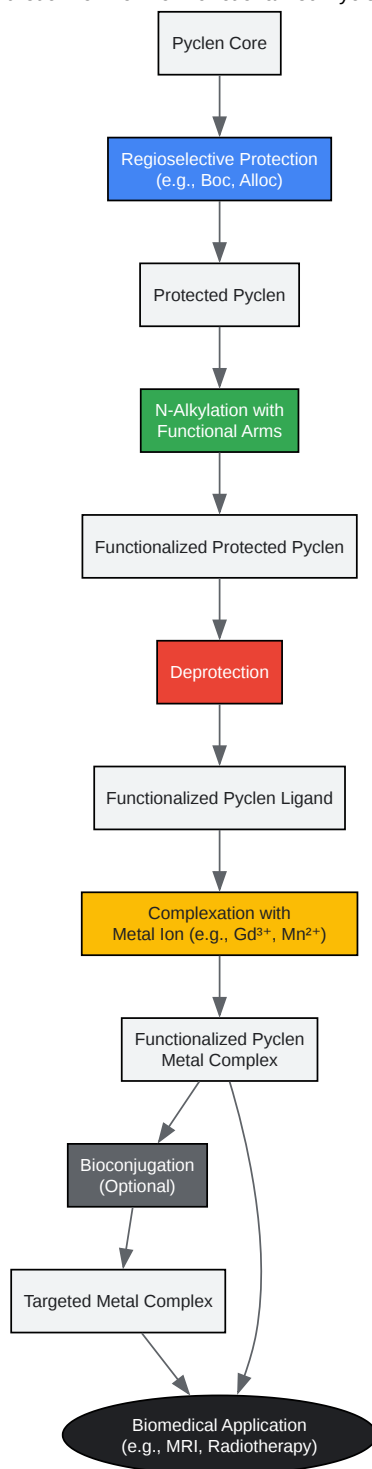 Pyclen Core
Regioselective Protection
(e.g., Boc, Alloc)
Protected Pyclen
N-Alkylation with
Functional Arms
Functionalized Protected Pyclen
Deprotection
Functionalized Pyclen Ligand
Complexation with
Metal Ion (e.g., Gd³⁺, Mn²⁺)
Functionalized Pyclen
Metal Complex
Bioconjugation
(Optional)
Targeted Metal Complex
Biomedical Application
(e.g., MRI, Radiotherapy)